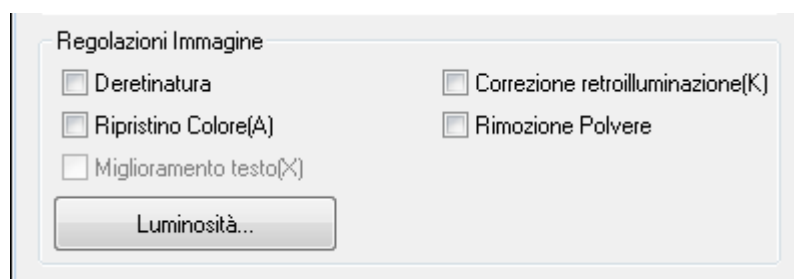 Regolazioni Immagine
Deretinatura
Correzione retroilluminazione(K)
Ripristino Colore(A)
Rimozione Polvere
Miglioramento testo(X)
Luminosità...